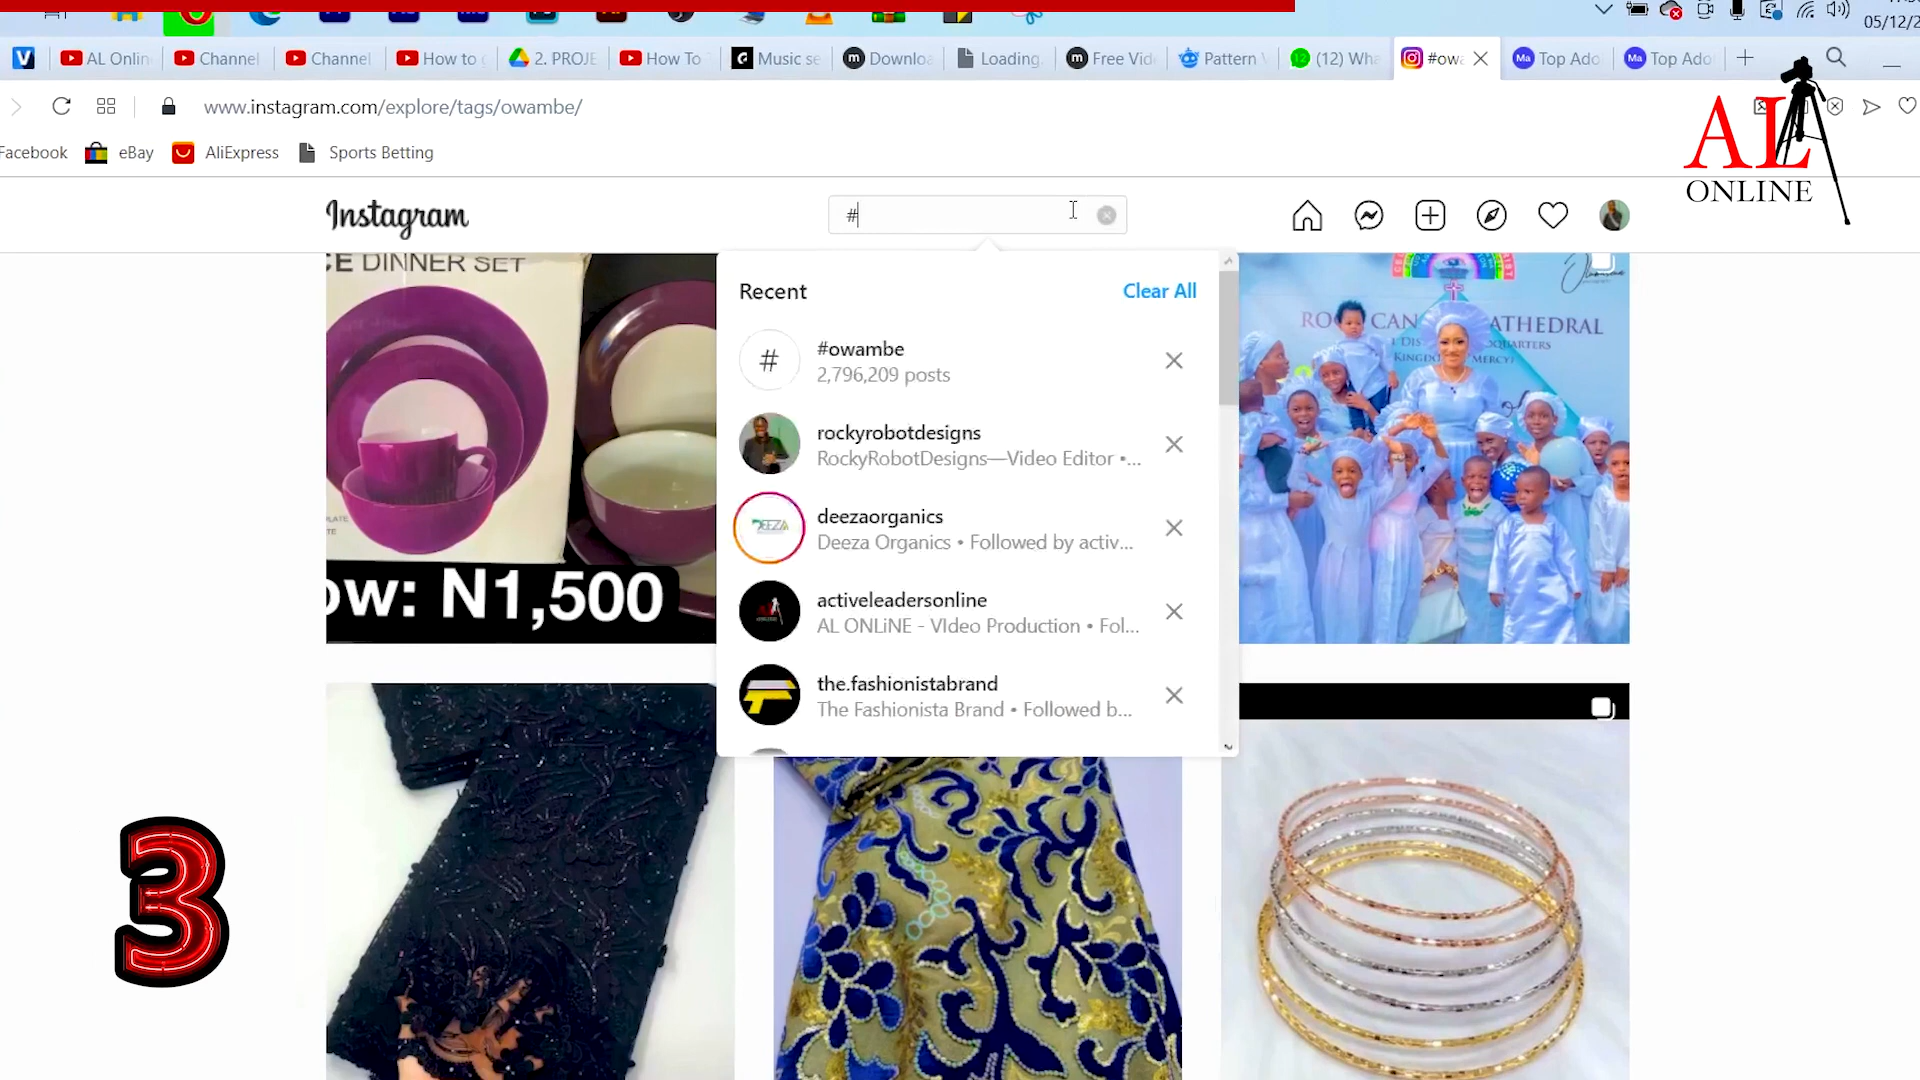 05/12/2
AL Onlin
Channel
Channel
How to
2. PROJE
How To
Music se
Downloa
Loading
Free Vid
Pattern
(12) Wha
#owa
Top Ado
Top Ado
www.instagram.com/explore/tags/owambe/
AL
ONLINE
Facebook
eBay
AliExpress
Sports Betting
Instagram
#
CE DINNER SET
Recent
Clear All
#
#owambe
2,796,209 posts
rockyrobotdesigns
RockyRobotDesigns—Video Editor •...
deezaorganics
Deeza Organics • Followed by activ...
activeleadersonline
AL ONLiNE - VIdeo Production • Fol...
the.fashionistabrand
The Fashionista Brand • Followed b...
ATHEDRAL
KINGDO
MERCY!
ow: N1,500
3